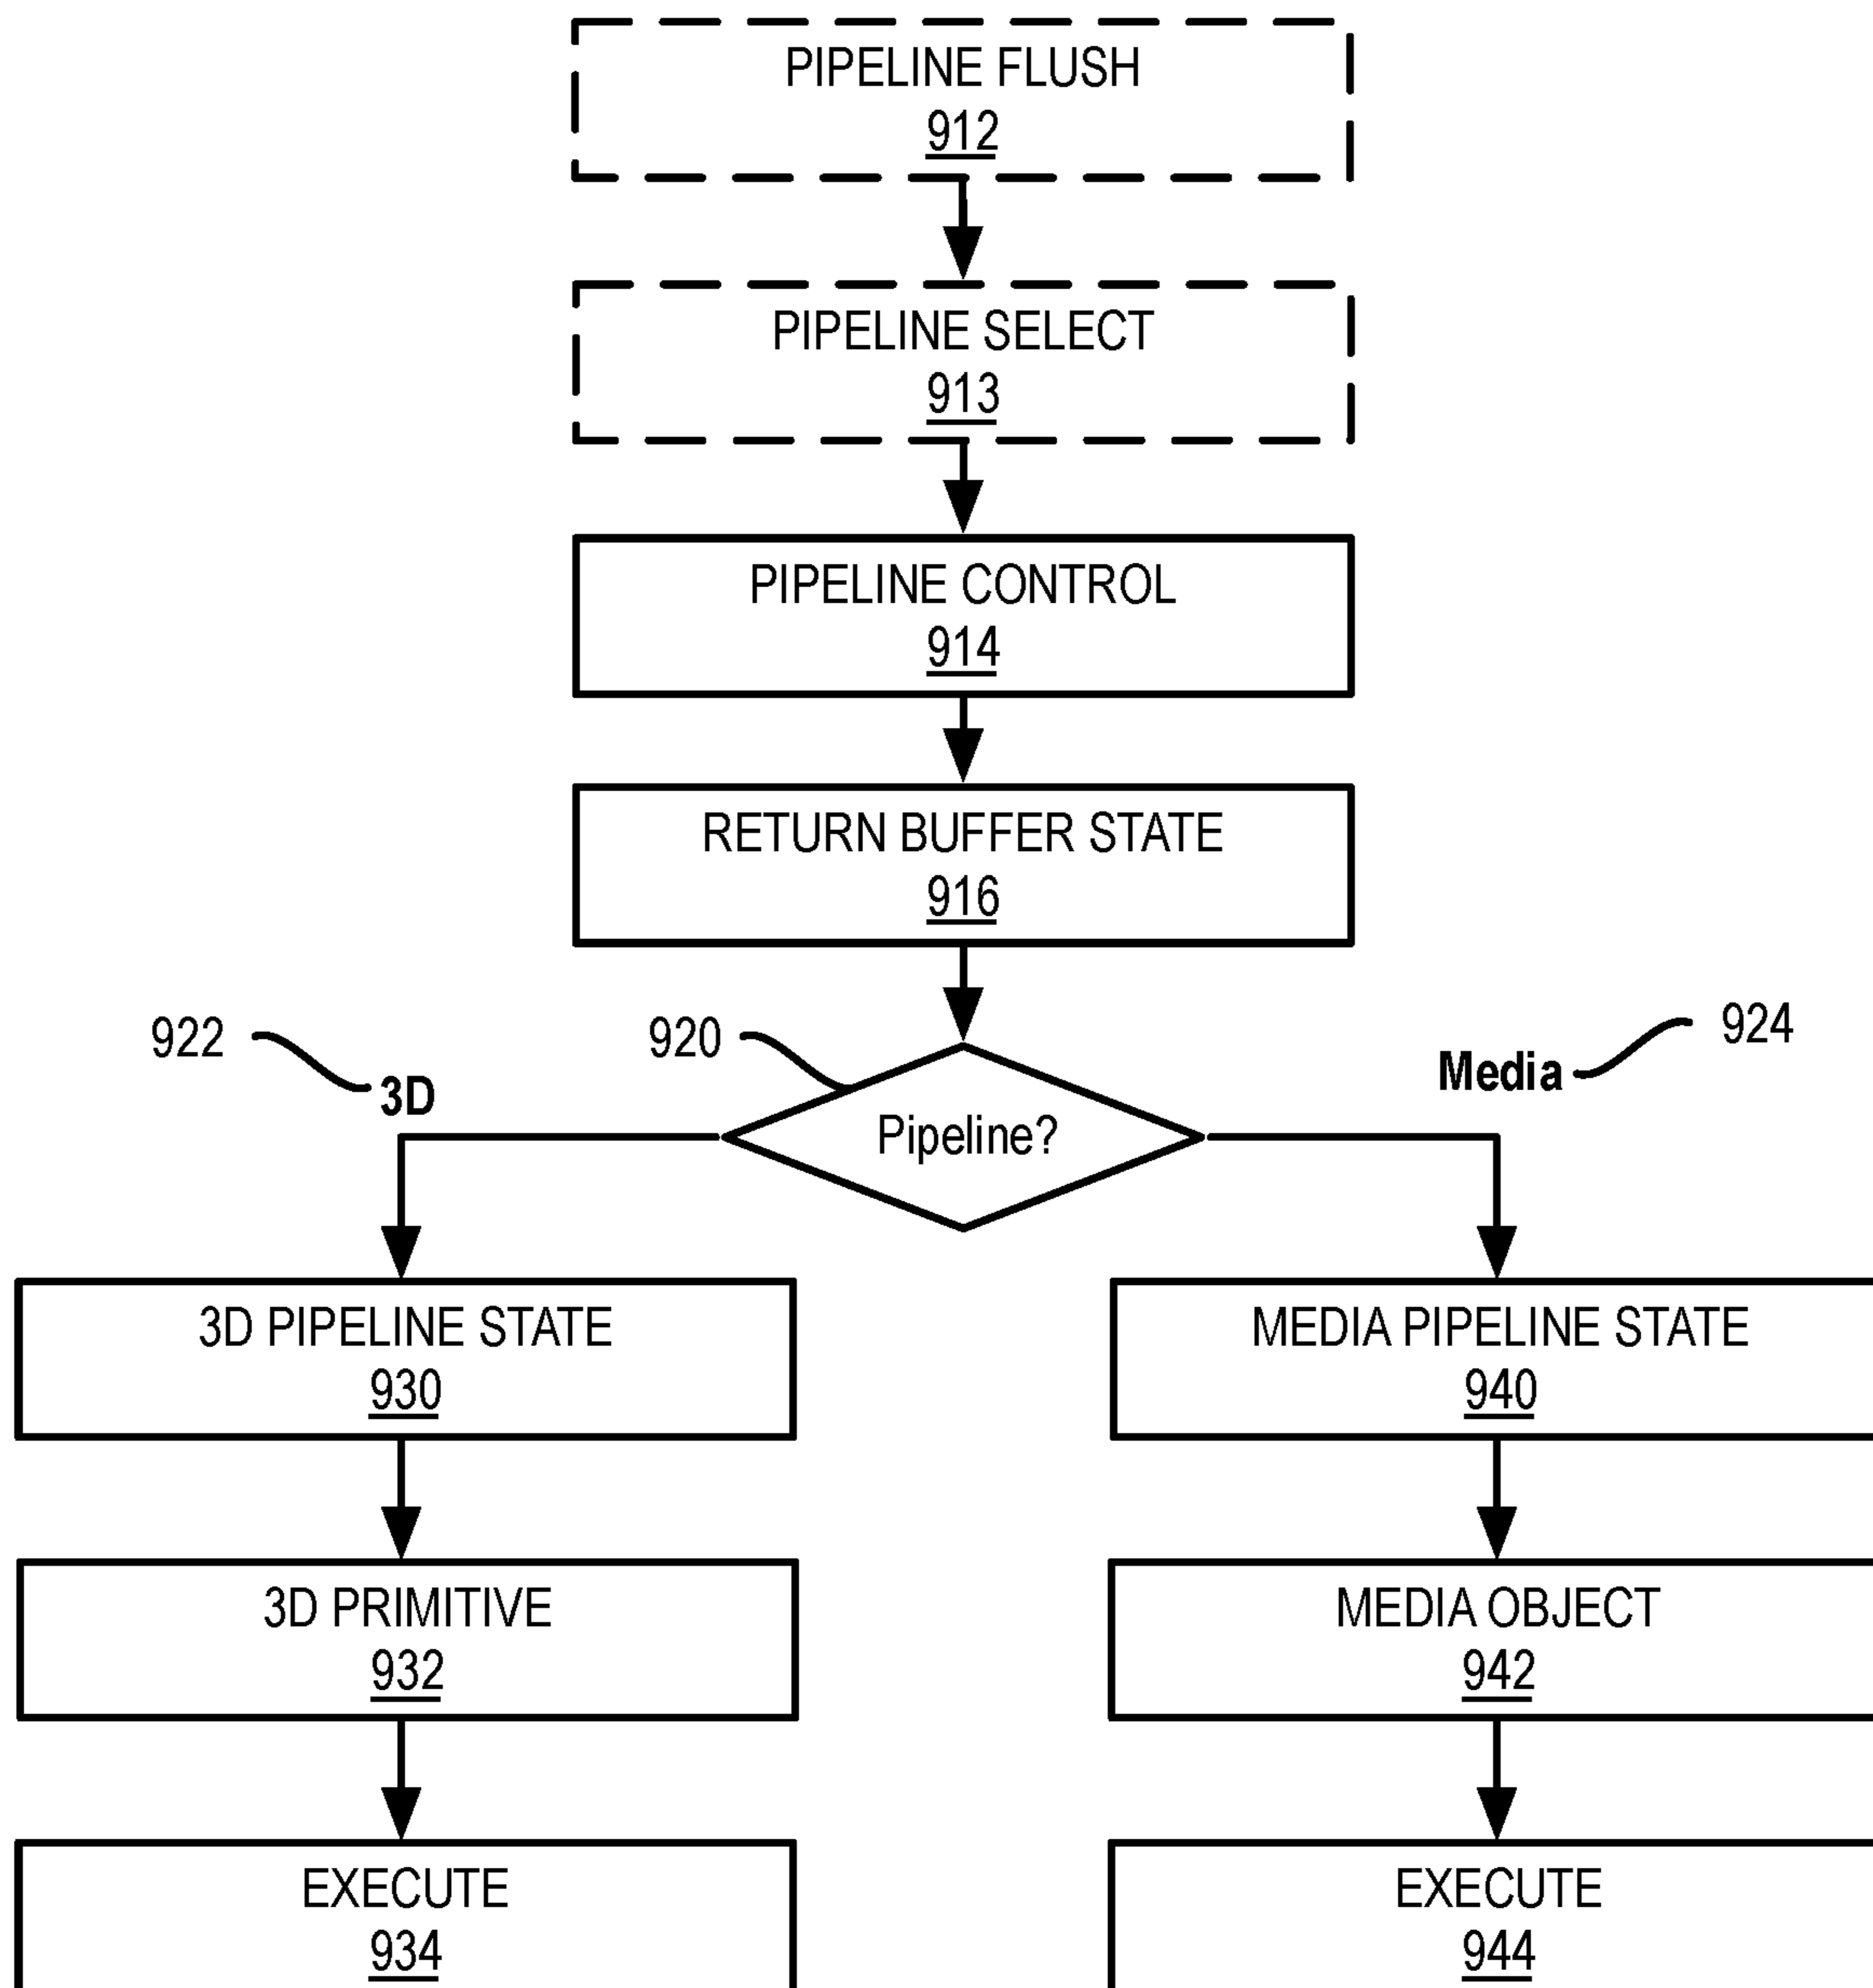 PIPELINE FLUSH
912
PIPELINE SELECT
913
PIPELINE CONTROL
914
RETURN BUFFER STATE
916
922
920
924
3D
Media
Pipeline?
3D PIPELINE STATE
930
MEDIA PIPELINE STATE
940
3D PRIMITIVE
932
MEDIA OBJECT
942
EXECUTE
934
EXECUTE
944